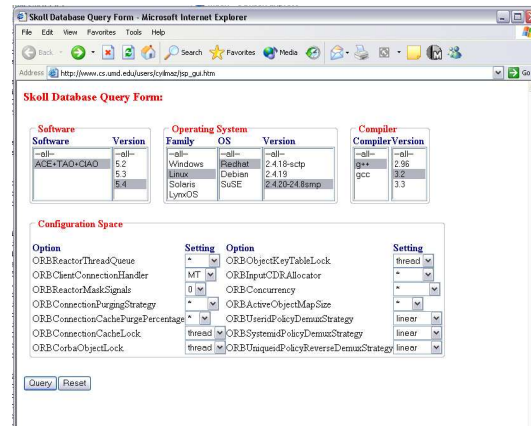 Skoll Database Query Form - Microsoft Internet Explorer
File Edit View Favorites Tools Help
Back Search Favorites Media
Address http://www.cs.umd.edu/users/cyilmaz/jsp_gui.htm Go
Skoll Database Query Form:
Software Operating System Compiler
Software Version Family OS Version Family Version
--all-- --all-- --all-- --all-- --all-- --all-- --all--
ACE+TAO+CIAO 5.2 Windows Redhat 2.4.18-sctp g++ 2.96
5.3 Linux Debian 2.4.19 gcc 3.2
5.4 Solaris SuSE 2.4.20-24.8smp 3.3
LynxOS
Configuration Space
Option Setting Option Setting
ORBReactorThreadQueue * ORBObjectKeyTableLock thread
ORBClientConnectionHandler MT ORBInputCDRAllocator *
ORBReactorMaskSignals 0 ORBConcurrency *
ORBConnectionPurgingStrategy * ORBActiveObjectMapSize *
ORBConnectionCachePurgePercentage * ORBUseridPolicyDemuxStrategy linear
ORBConnectionCacheLock thread ORBSystemidPolicyDemuxStrategy linear
ORBCorbaObjectLock thread ORBUniqueidPolicyReverseDemuxStrategy linear
Query Reset